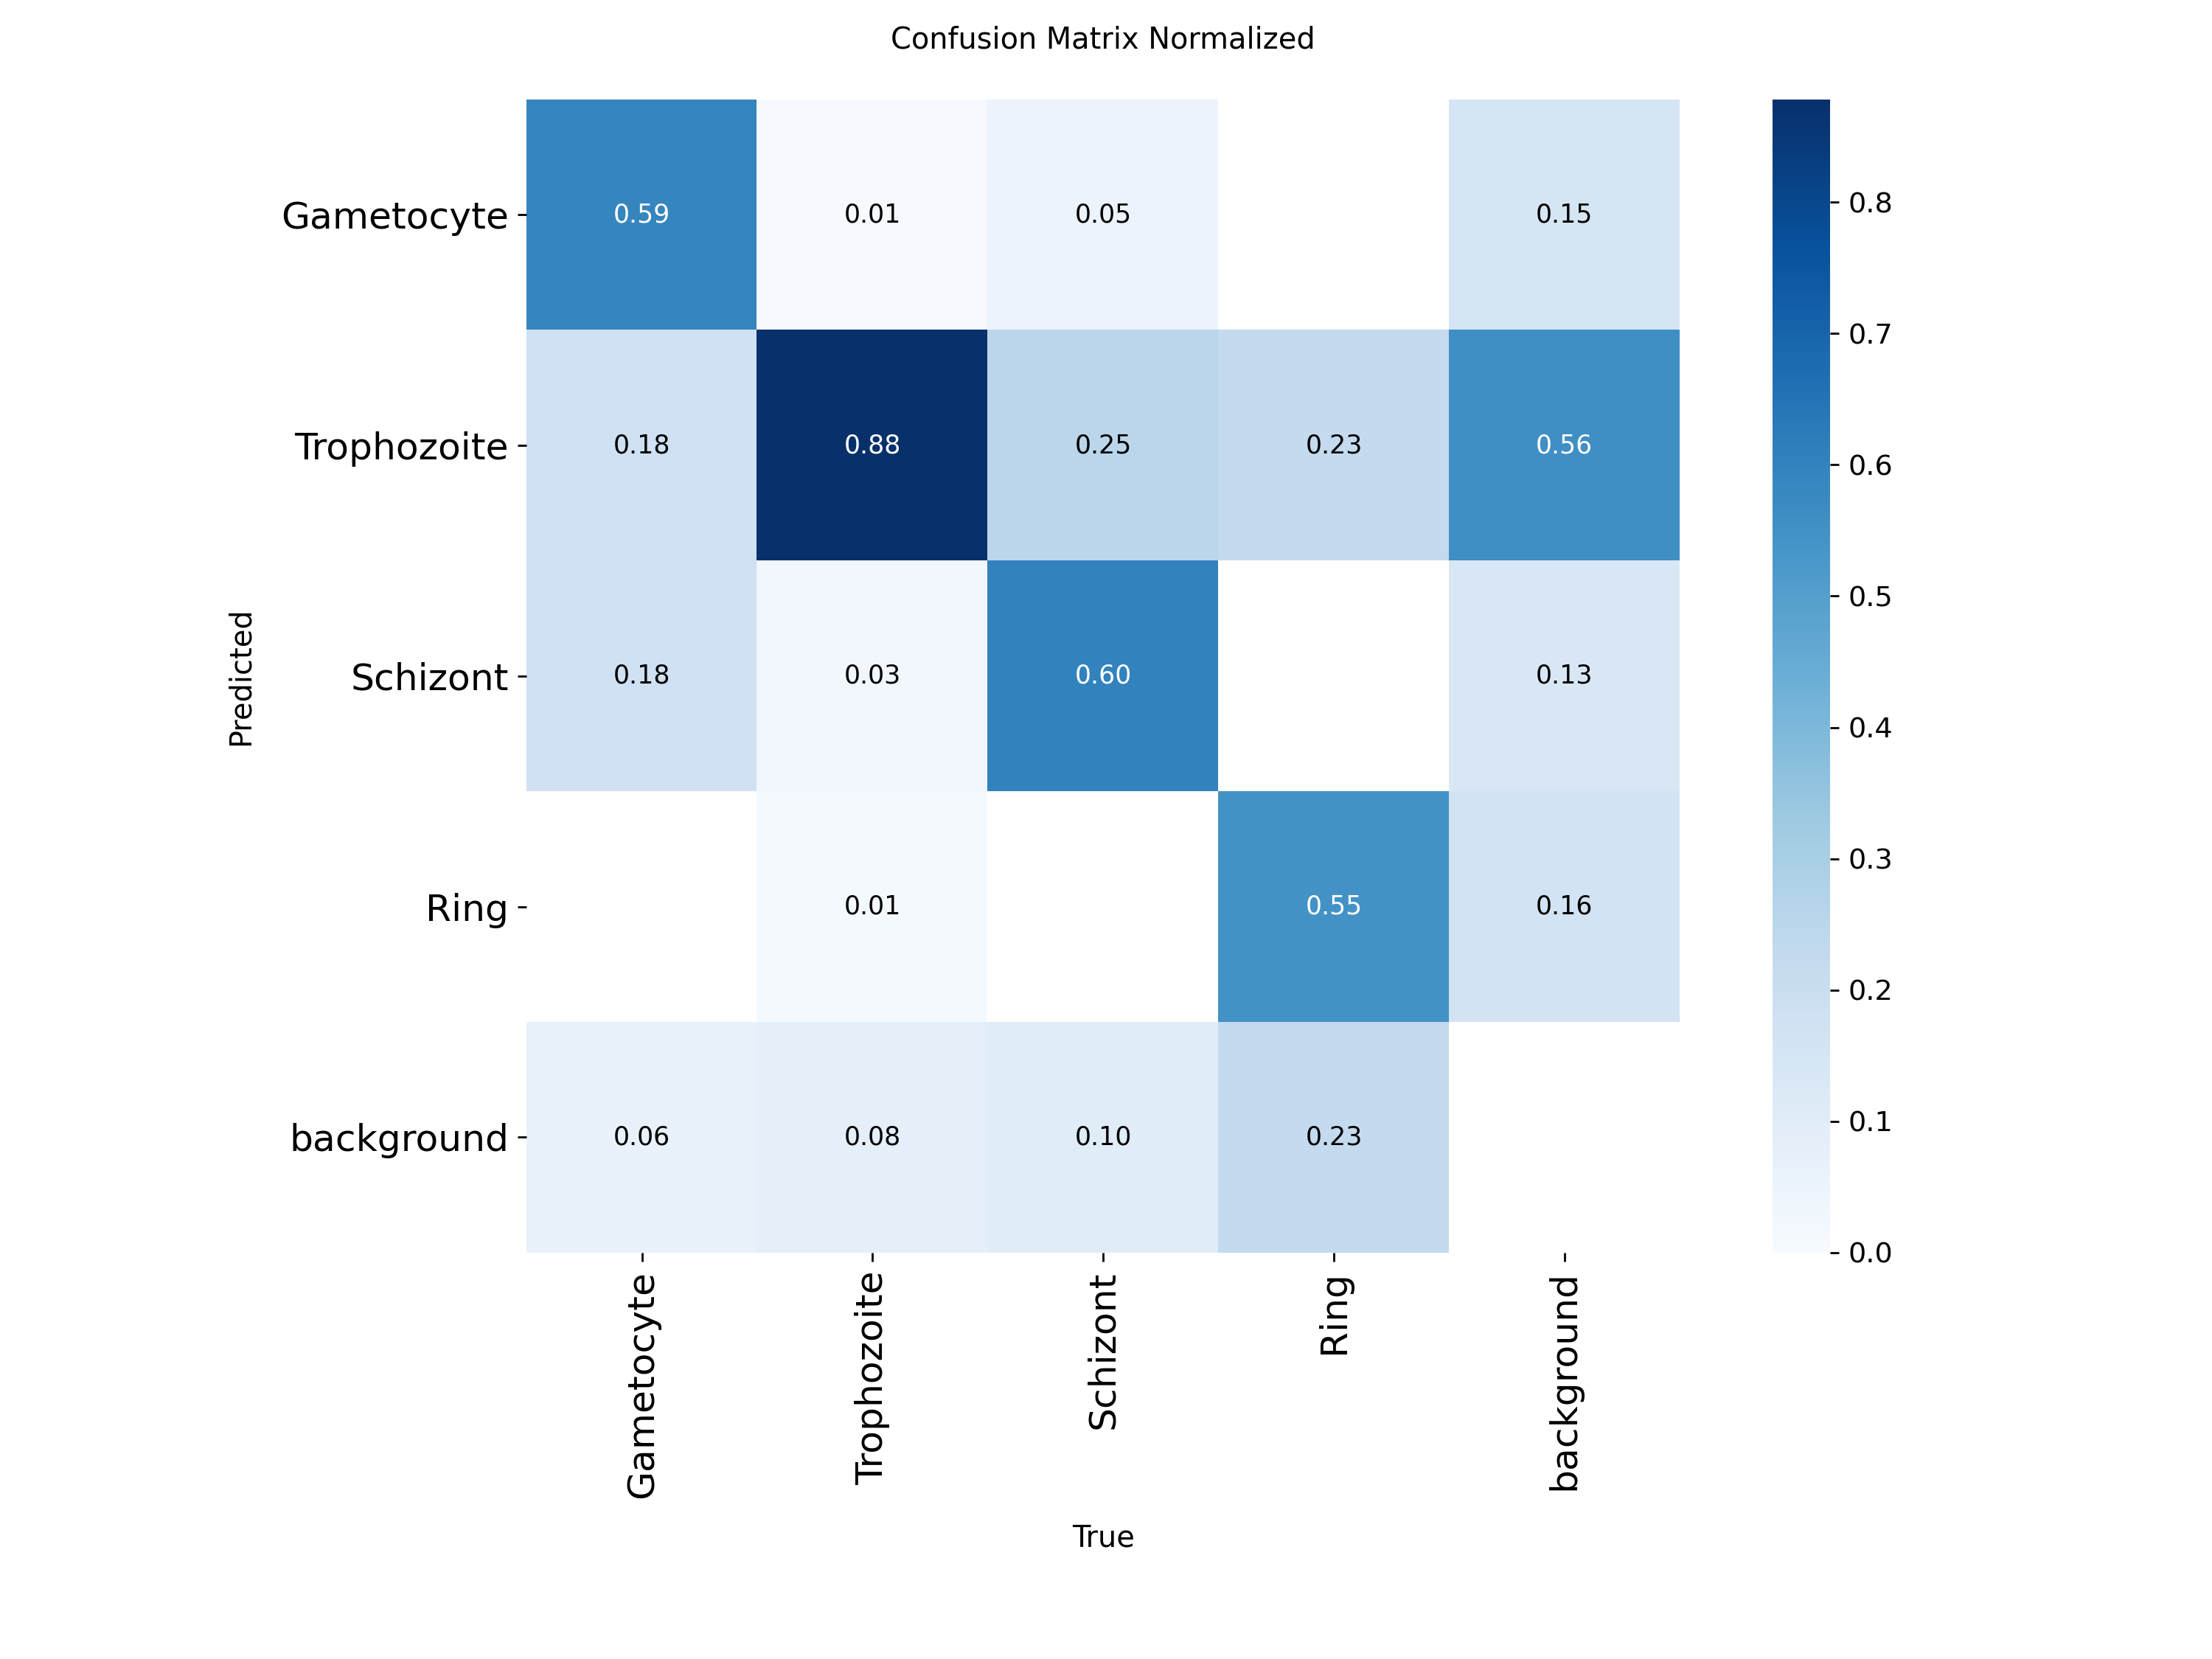 Confusion Matrix Normalized
Gametocyte
0.59
0.01
0.05
0.15
Trophozoite
0.18
0.88
0.25
0.23
0.56
Schizont
0.18
0.03
0.60
0.13
Ring
0.01
0.55
0.16
background
0.06
0.08
0.10
0.23
Predicted
Gametocyte
Trophozoite
Schizont
Ring
background
True
0.8
0.7
0.6
0.5
0.4
0.3
0.2
0.1
0.0